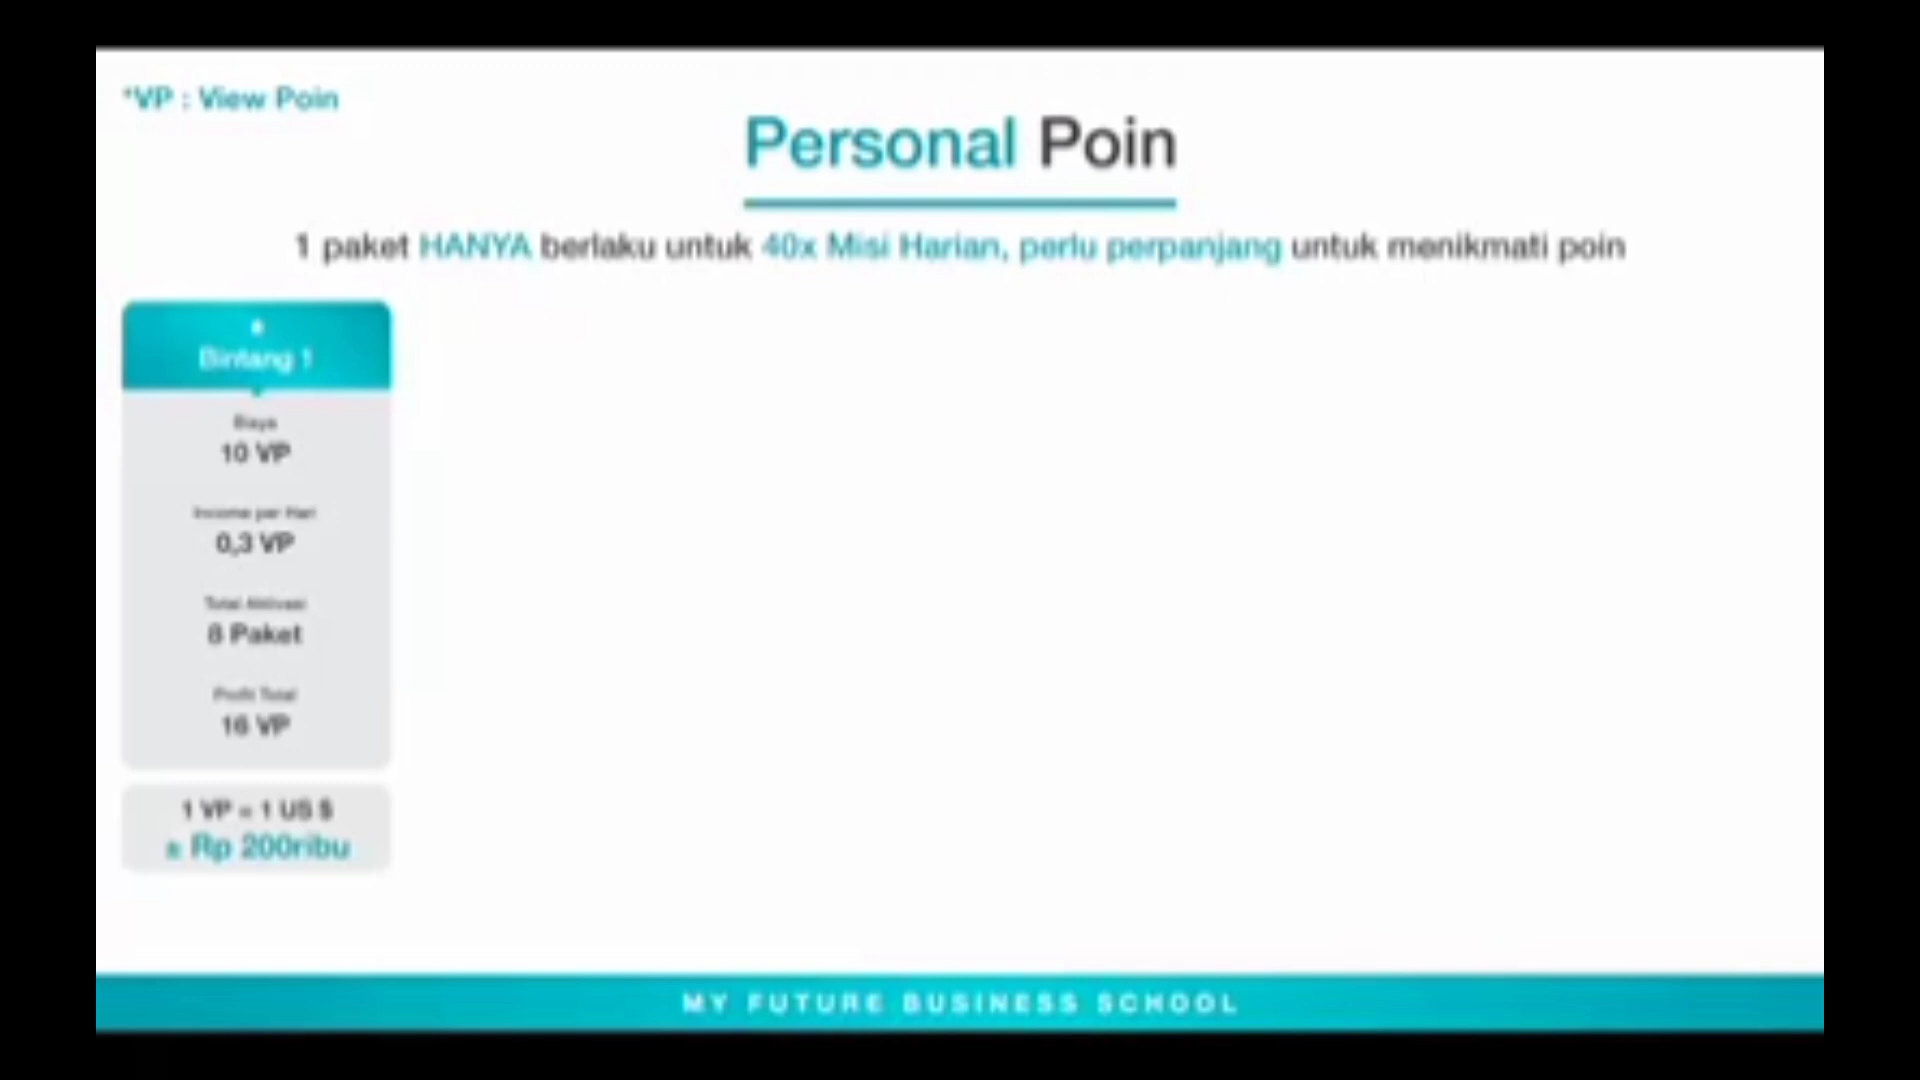 *VP : View Poin
Personal Poin
1 paket HANYA berlaku untuk 40x Misi Harian, perlu perpanjang untuk menikmati poin
Bintang 1
Biaya
10 VP
Income per Hari
0,3 VP
Total Aktivasi
8 Paket
Profit Total
16 VP
1 VP = 1 US $
± Rp 200ribu
MY FUTURE BUSINESS SCHOOL